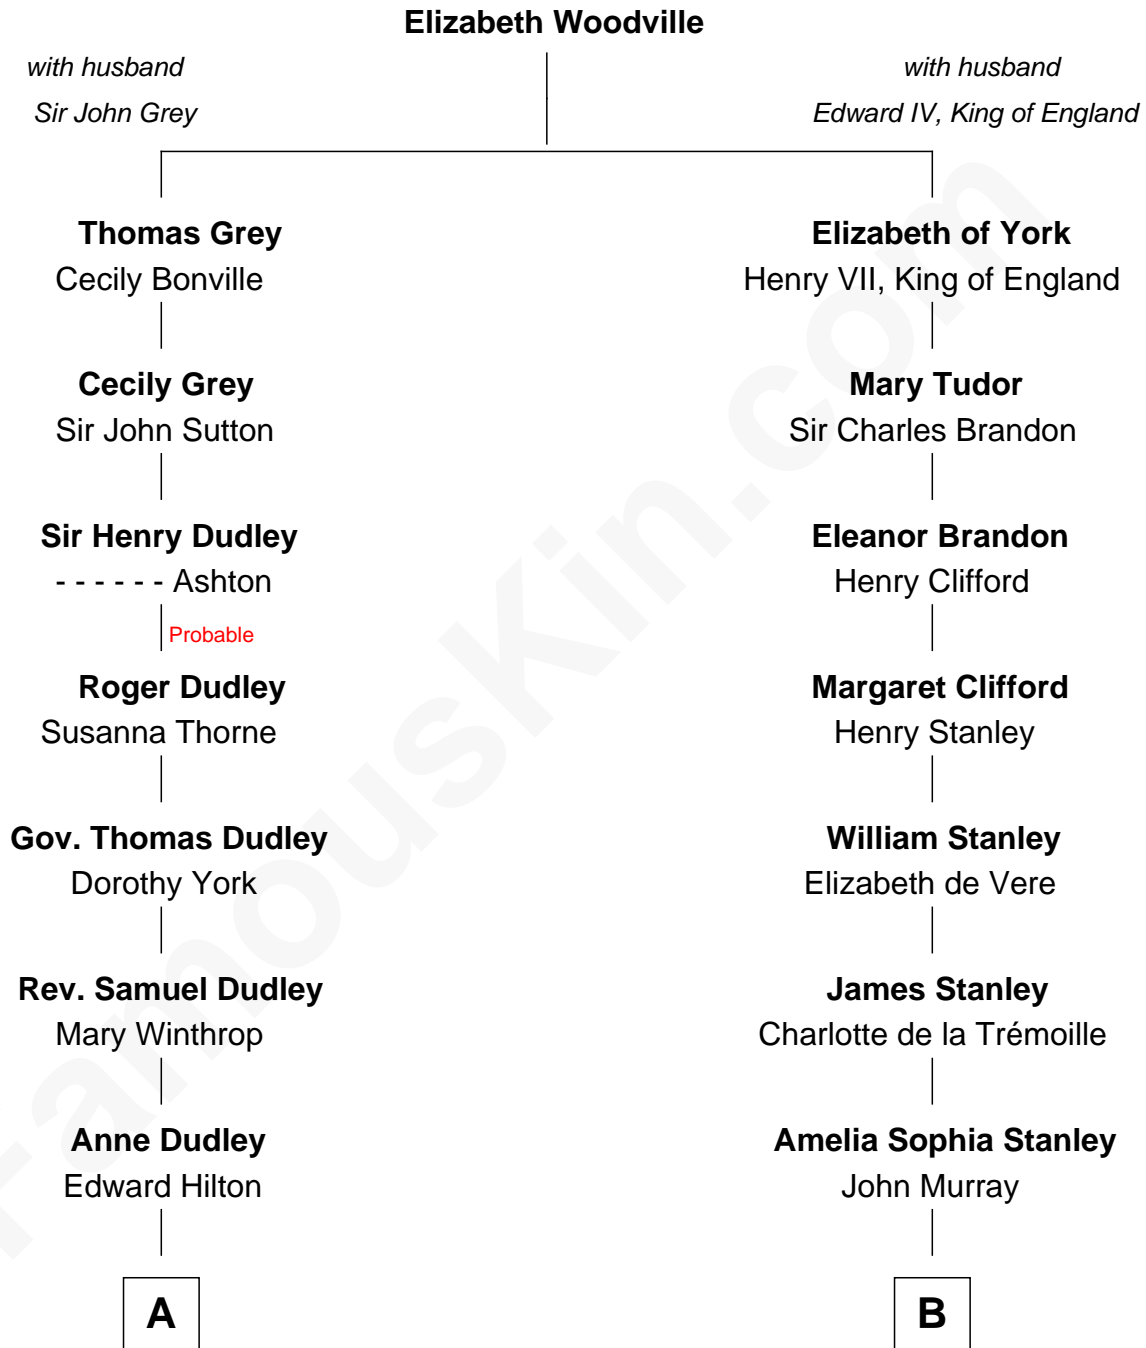 Elizabeth Woodville
with husband
Sir John Grey
with husband
Edward IV, King of England
Thomas Grey
Cecily Bonville
Elizabeth of York
Henry VII, King of England
Cecily Grey
Sir John Sutton
Mary Tudor
Sir Charles Brandon
Sir Henry Dudley
- - - - - - Ashton
Eleanor Brandon
Henry Clifford
Probable
Roger Dudley
Susanna Thorne
Margaret Clifford
Henry Stanley
Gov. Thomas Dudley
Dorothy York
William Stanley
Elizabeth de Vere
Rev. Samuel Dudley
Mary Winthrop
James Stanley
Charlotte de la Trémoille
Anne Dudley
Edward Hilton
Amelia Sophia Stanley
John Murray
A
B
FamousKin.com